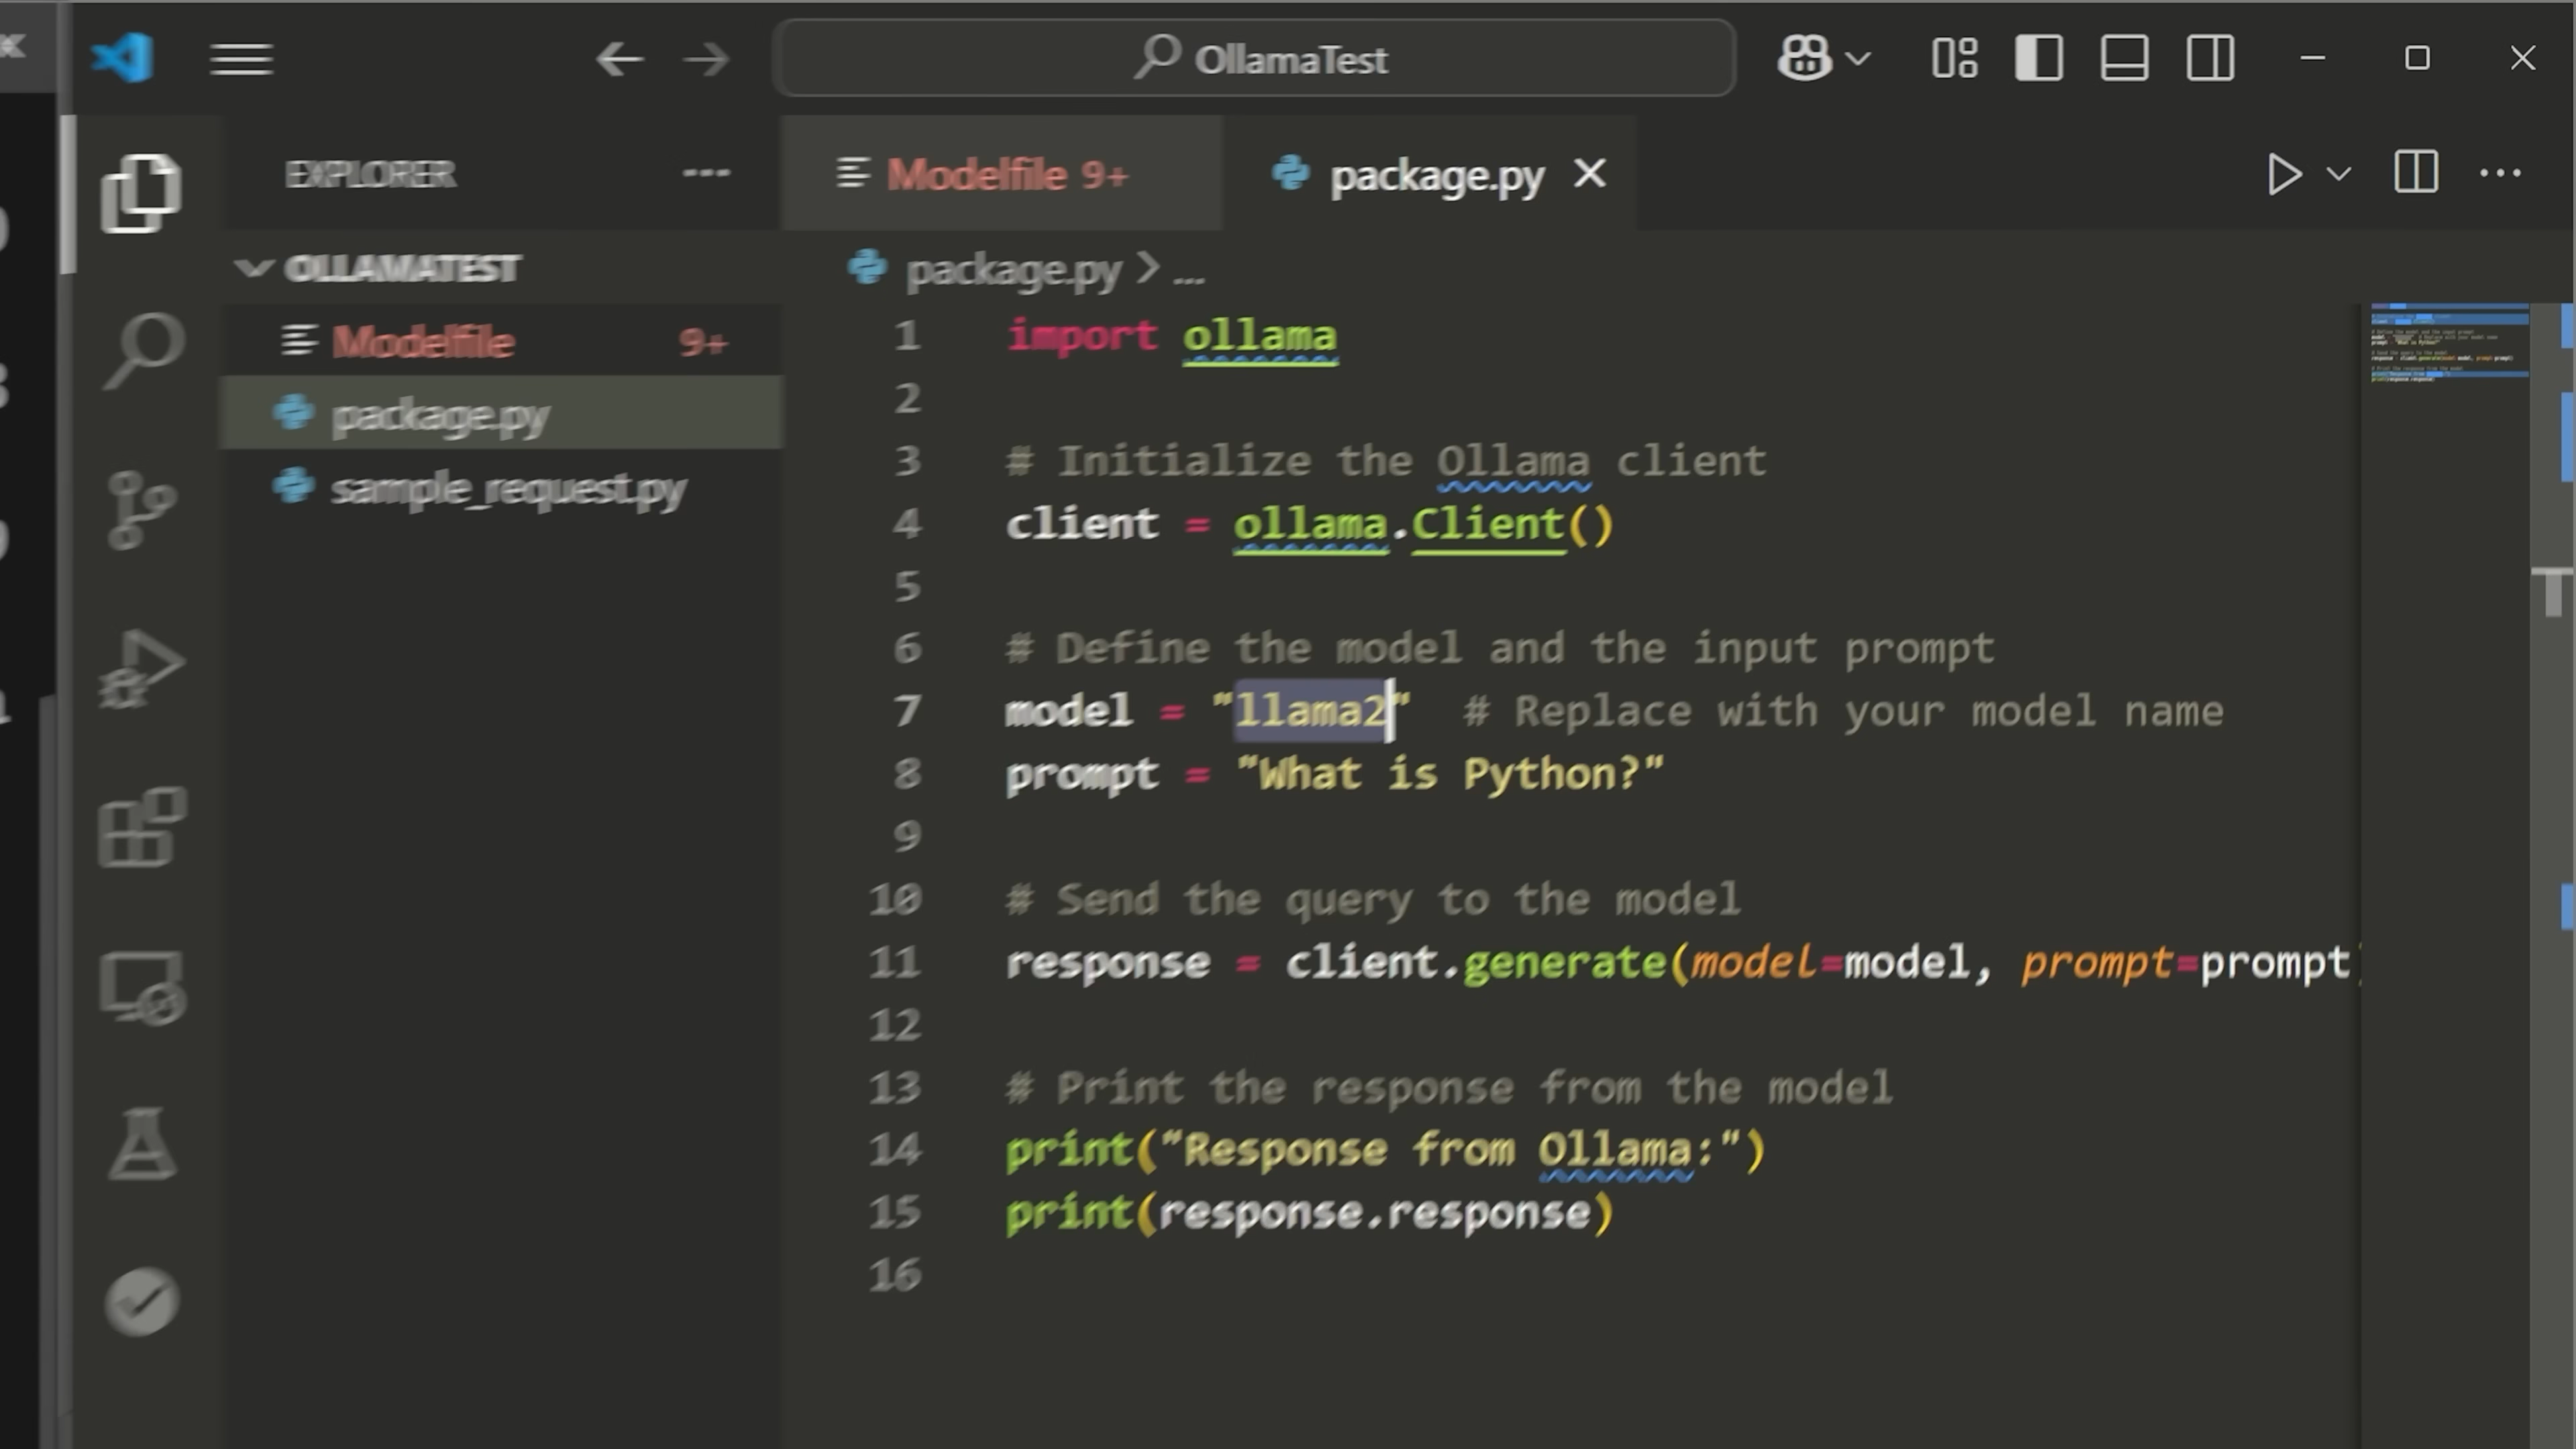 OllamaTest
EXPLORER
OLLAMATEST
Modelfile 9+
package.py
sample_request.py
Modelfile 9+
package.py
package.py > ...
1 import ollama
2
3 # Initialize the Ollama client
4 client = ollama.Client()
5
6 # Define the model and the input prompt
7 model = "llama2"  # Replace with your model name
8 prompt = "What is Python?"
9
10 # Send the query to the model
11 response = client.generate(model=model, prompt=prompt)
12
13 # Print the response from the model
14 print("Response from Ollama:")
15 print(response.response)
16